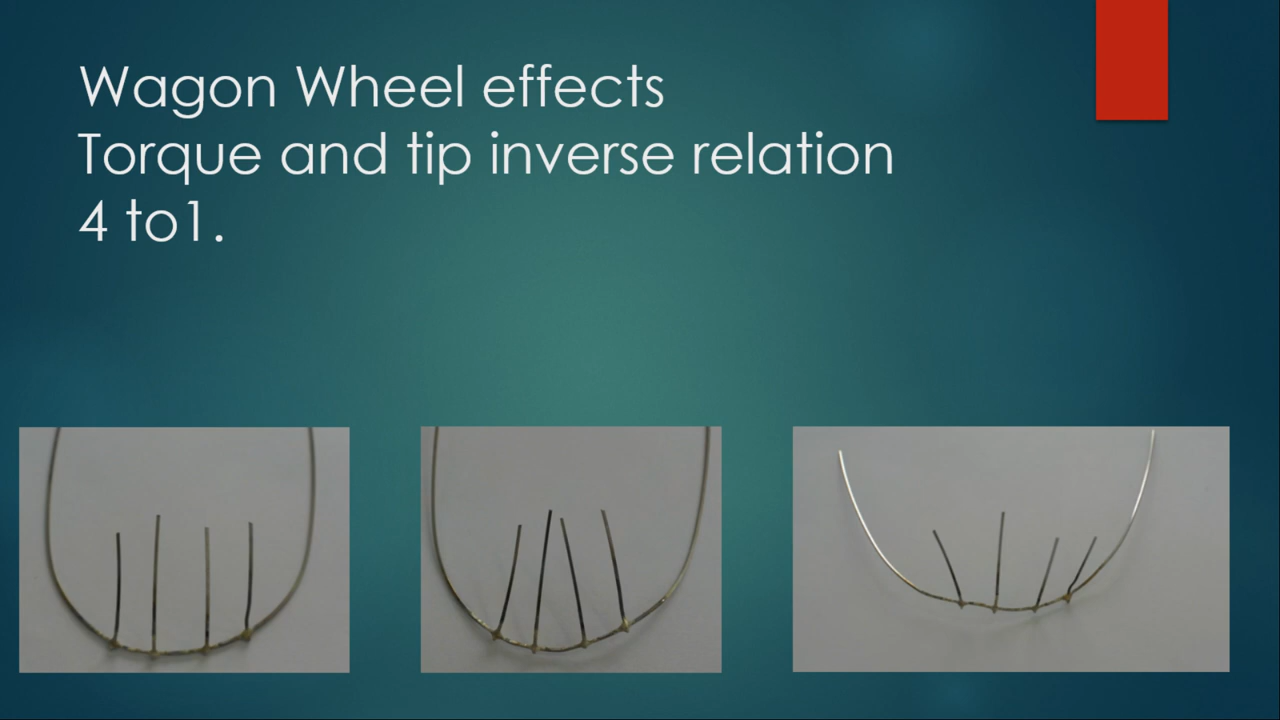 Wagon Wheel effects
Torque and tip inverse relation
4 to1.